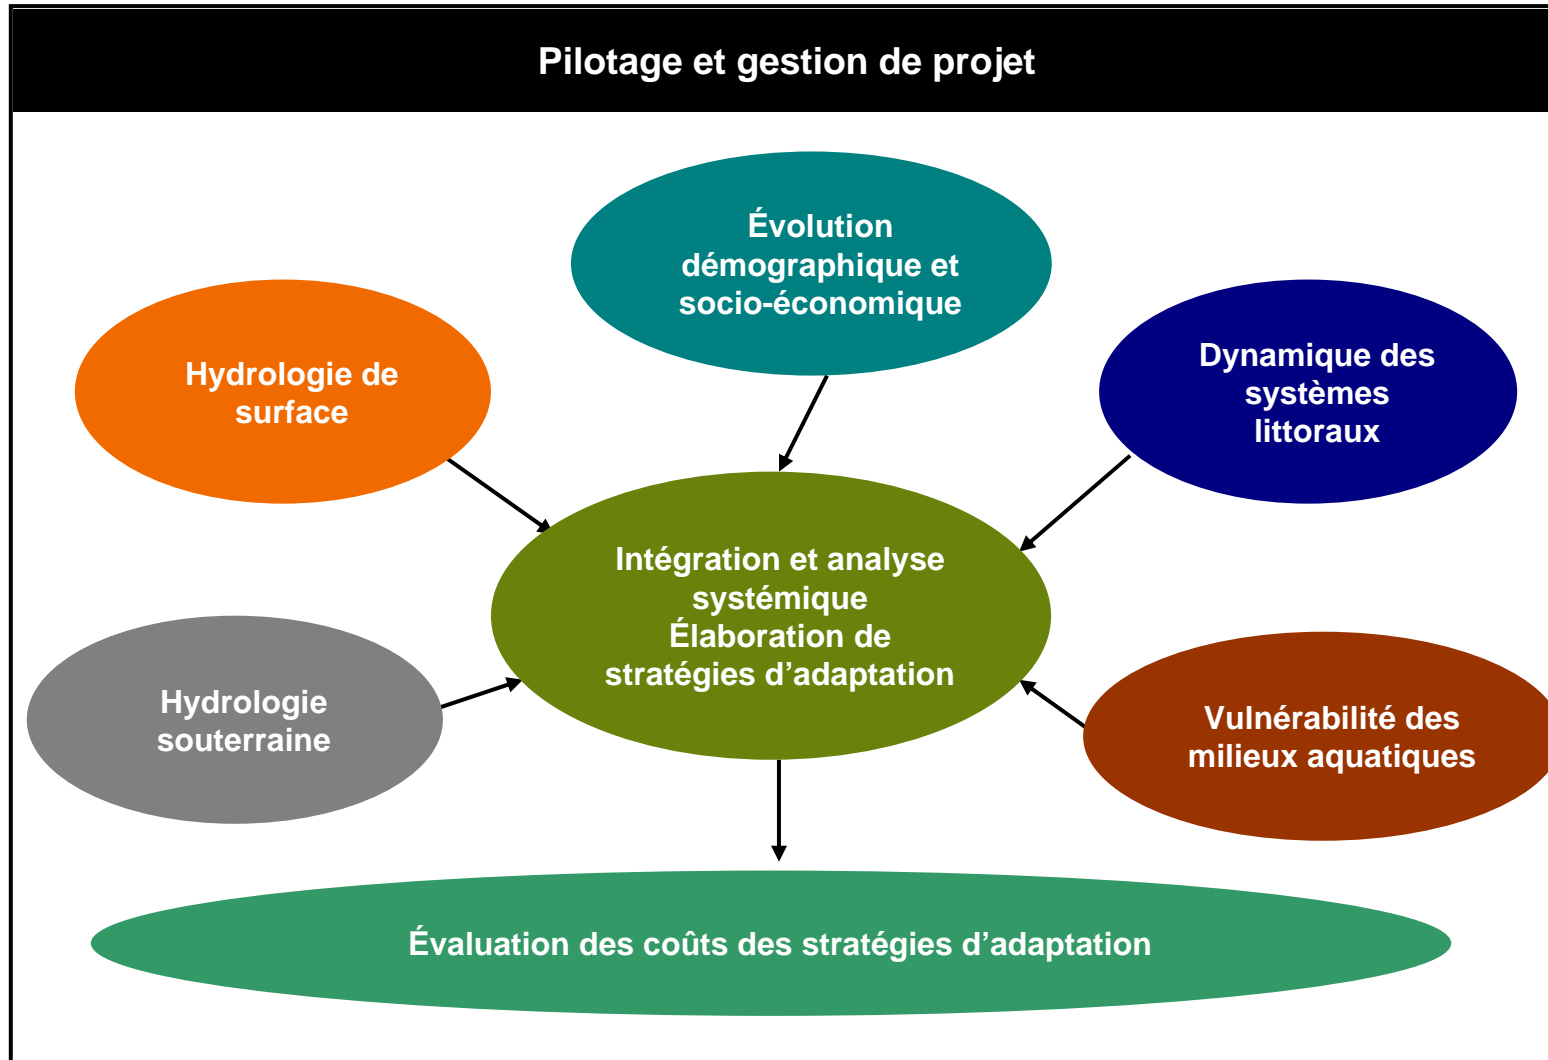 Pilotage et gestion de projet
Évolution
démographique et
socio-économique
Hydrologie de
surface
Dynamique des
systèmes
littoraux
Intégration et analyse
systémique
Élaboration de
stratégies d’adaptation
Hydrologie
souterraine
Vulnérabilité des
milieux aquatiques
Évaluation des coûts des stratégies d’adaptation